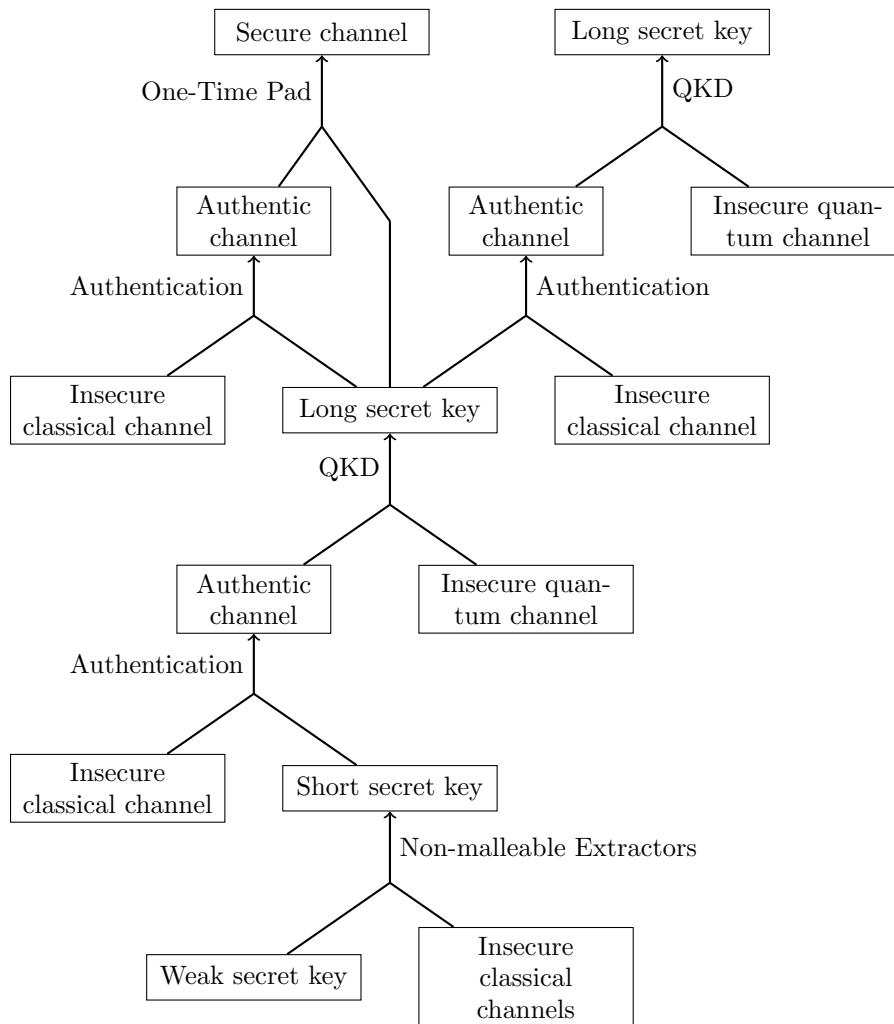 Secure channel
Long secret key
One-Time Pad
QKD
Authentic
channel
Authentic
channel
Insecure quan-
tum channel
Authentication
Authentication
Insecure
classical channel
Long secret key
Insecure
classical channel
QKD
Authentic
channel
Insecure quan-
tum channel
Authentication
Insecure
classical channel
Short secret key
Non-malleable Extractors
Weak secret key
Insecure
classical
channels